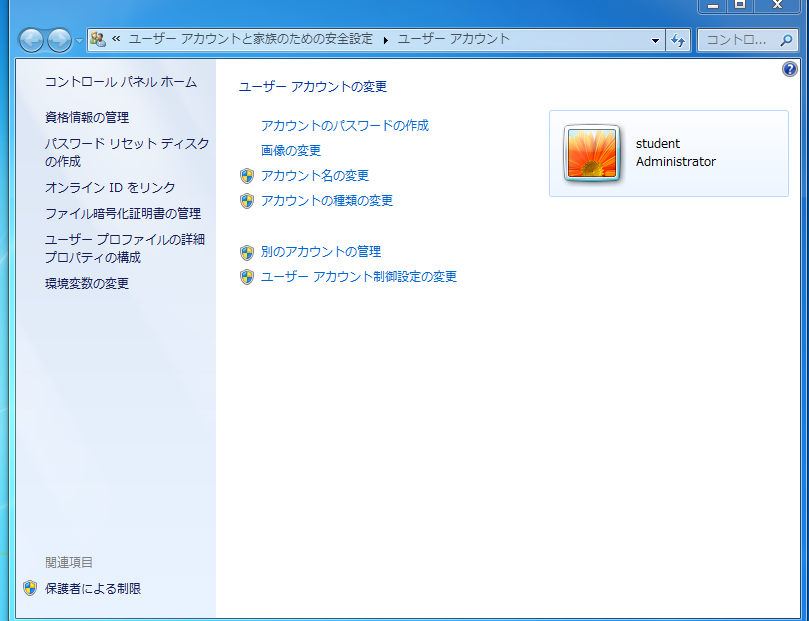 « ユーザー アカウントと家族のための安全設定 ▸ ユーザー アカウント
コントロ...
コントロール パネル ホーム
資格情報の管理
パスワード リセット ディスク
の作成
オンライン ID をリンク
ファイル暗号化証明書の管理
ユーザー プロファイルの詳細
プロパティの構成
環境変数の変更
関連項目
保護者による制限
ユーザー アカウントの変更
アカウントのパスワードの作成
画像の変更
アカウント名の変更
アカウントの種類の変更
別のアカウントの管理
ユーザー アカウント制御設定の変更
student
Administrator